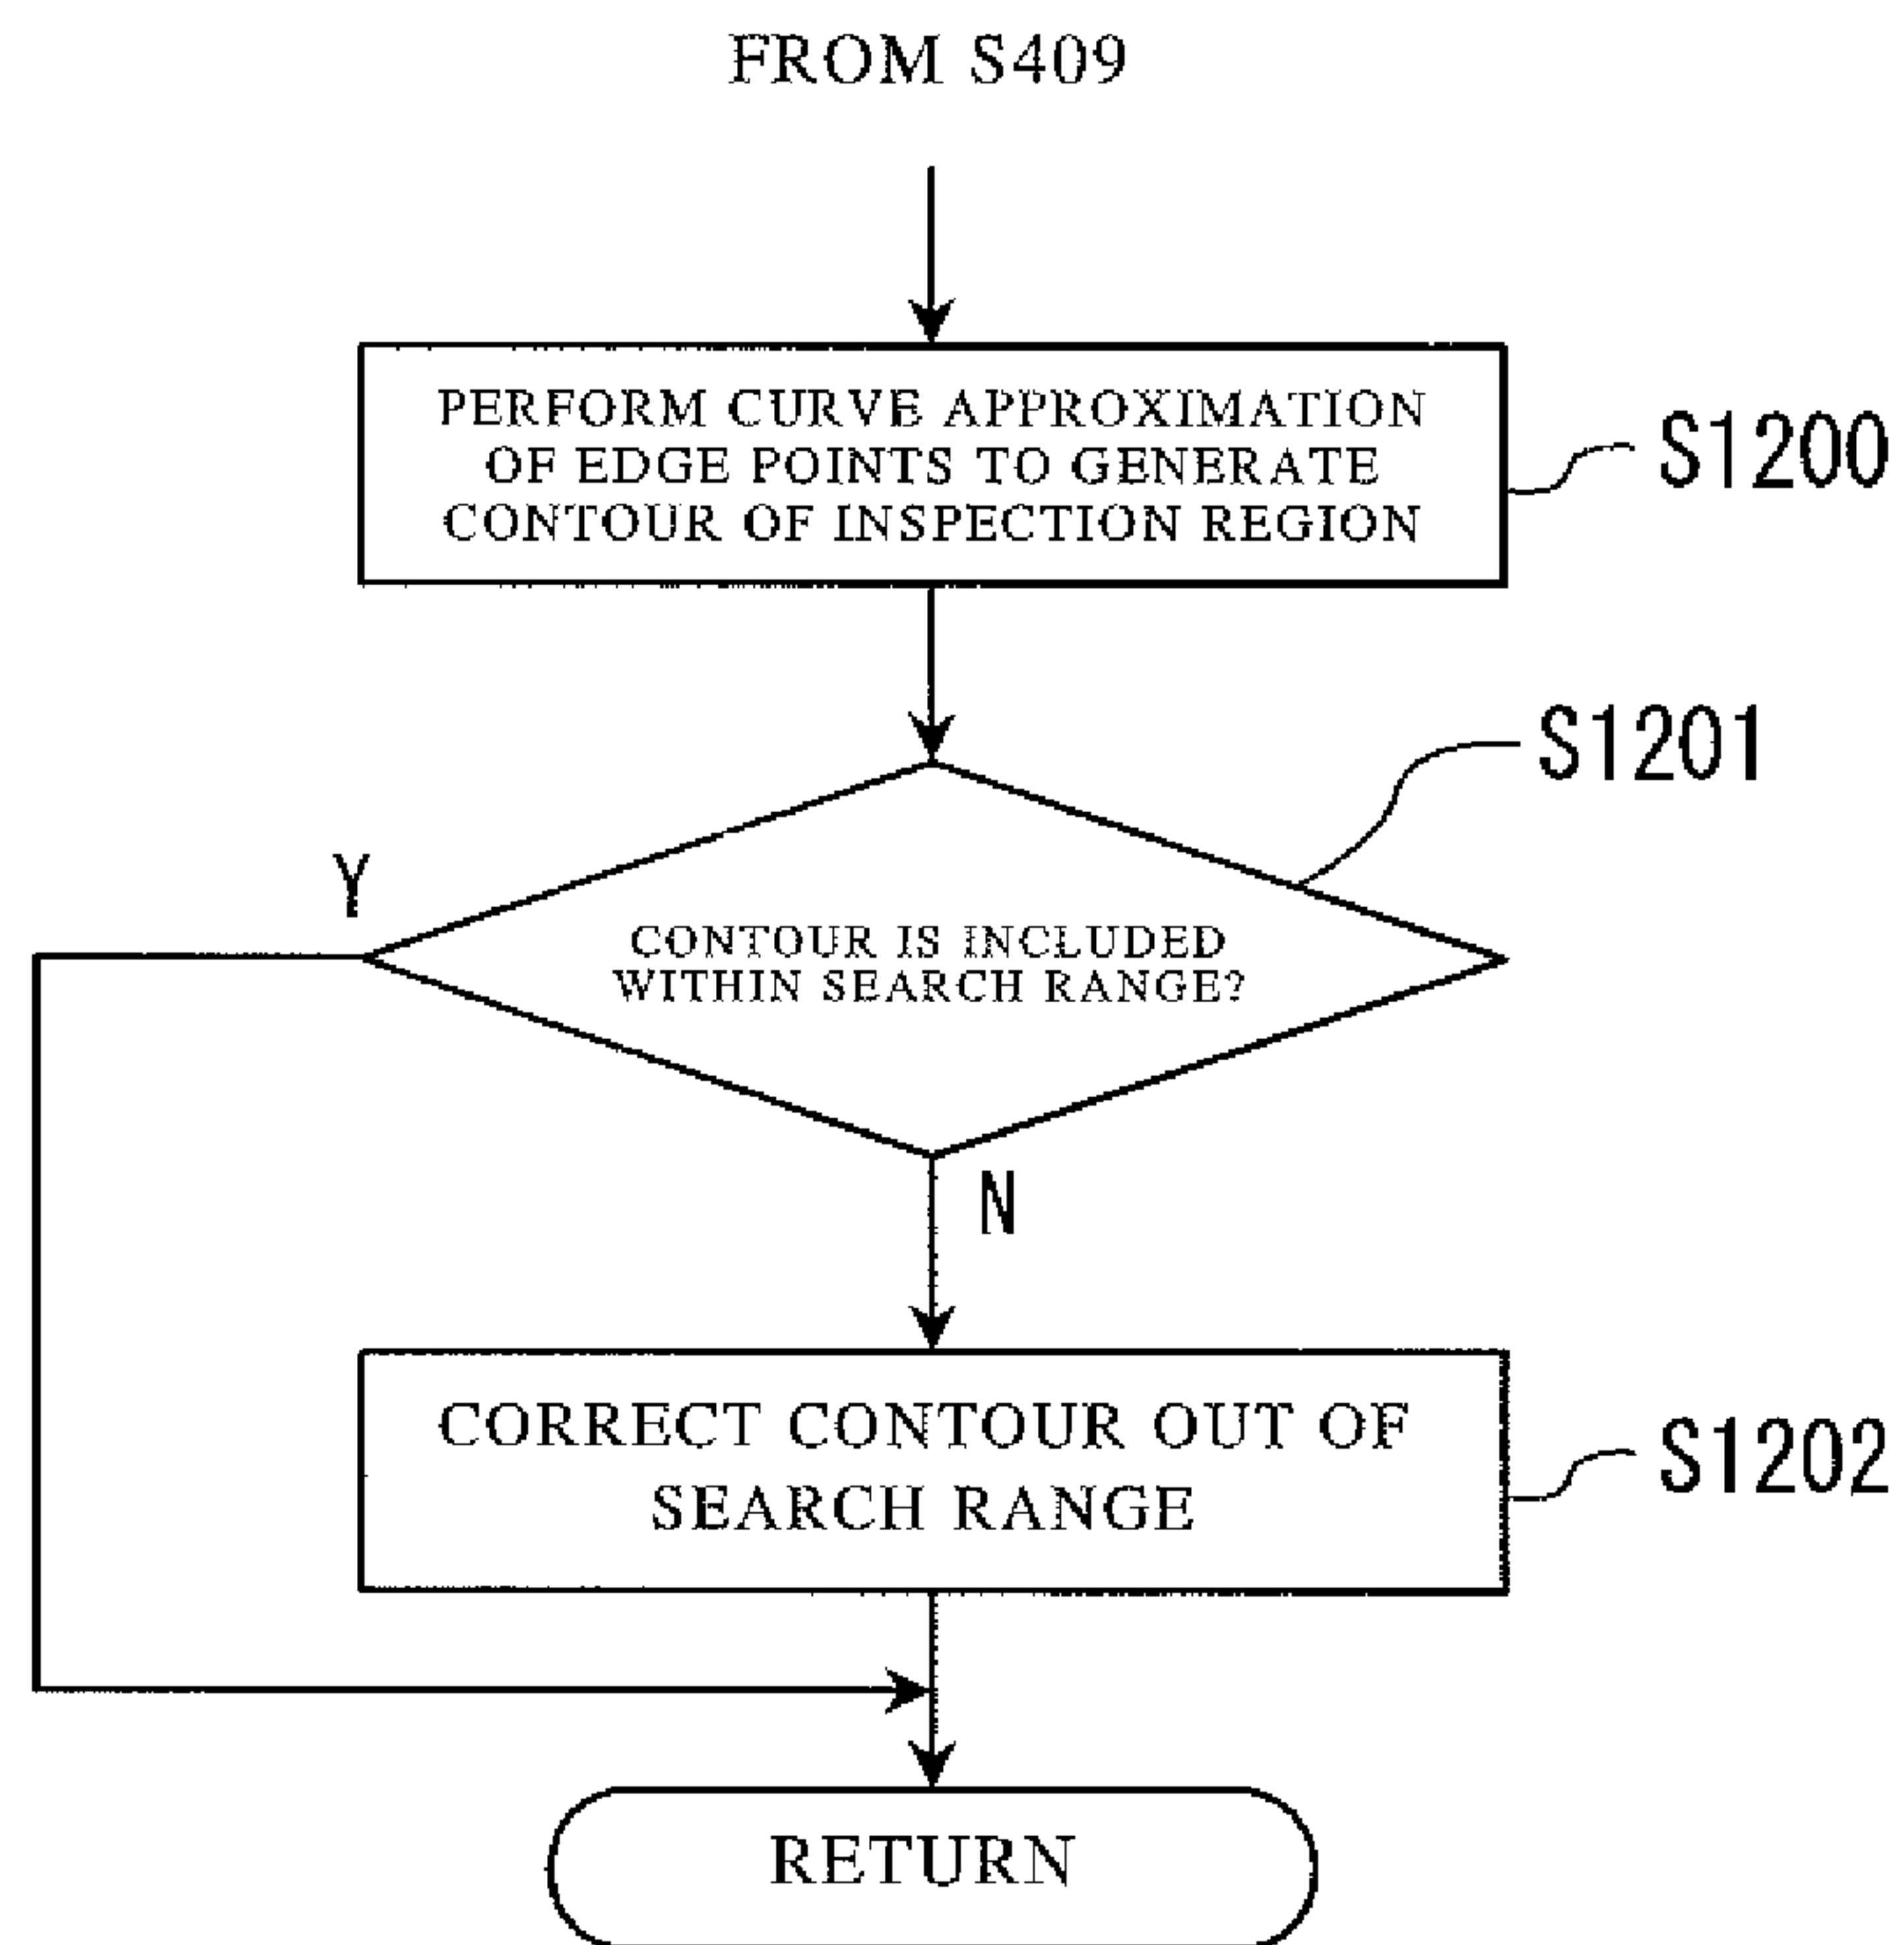 FROM S409
PERFORM CURVE APPROXIMATION
OF EDGE POINTS TO GENERATE
CONTOUR OF INSPECTION REGION
S1200
S1201
Y
CONTOUR IS INCLUDED
WITHIN SEARCH RANGE?
N
CORRECT CONTOUR OUT OF
SEARCH RANGE
S1202
RETURN